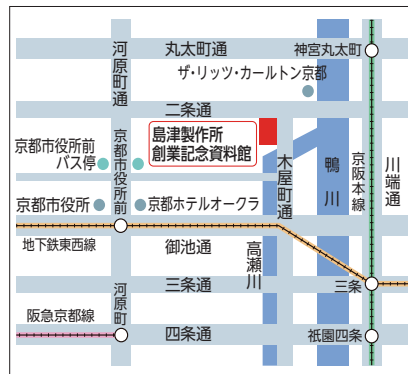 河原町通
丸太町通
神宮丸太町
ザ・リッツ・カールトン京都
二条通
島津製作所
創業記念資料館
京都市役所前
バス停
京都市役所前
木屋町通
鴨川
京阪本線
川端通
京都市役所
京都ホテルオークラ
地下鉄東西線
御池通
高瀬川
三条通
三条
河原町
阪急京都線
四条通
祇園四条